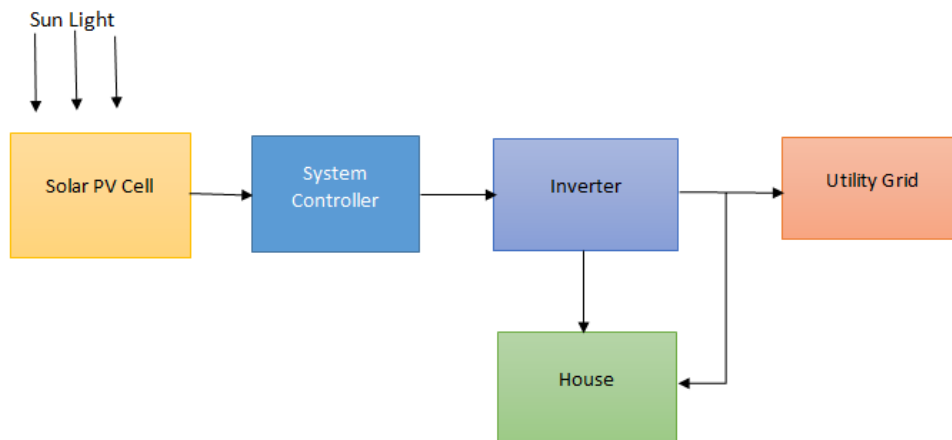 Sun Light
Solar PV Cell
System
Controller
Inverter
Utility Grid
House